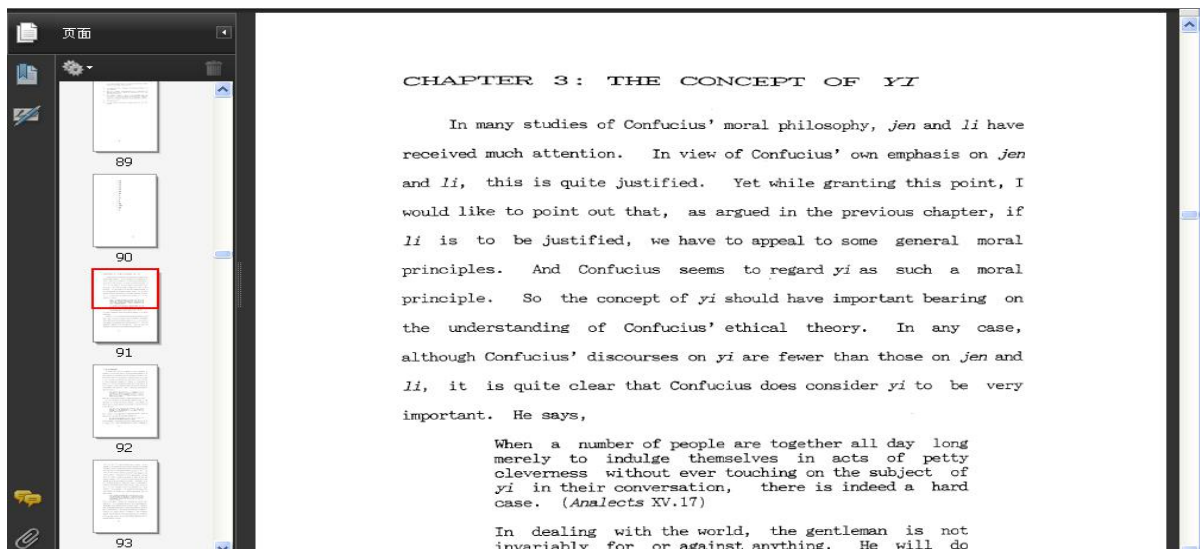 页面
89
90
91
92
93
CHAPTER 3: THE CONCEPT OF YI
In many studies of Confucius' moral philosophy, jen and li have
received much attention. In view of Confucius' own emphasis on jen
and li, this is quite justified. Yet while granting this point, I
would like to point out that, as argued in the previous chapter, if
li is to be justified, we have to appeal to some general moral
principles. And Confucius seems to regard yi as such a moral
principle. So the concept of yi should have important bearing on
the understanding of Confucius' ethical theory. In any case,
although Confucius' discourses on yi are fewer than those on jen and
li, it is quite clear that Confucius does consider yi to be very
important. He says,
When a number of people are together all day long
merely to indulge themselves in acts of petty
cleverness without ever touching on the subject of
yi in their conversation, there is indeed a hard
case. (Analects XV.17)
In dealing with the world, the gentleman is not
invariably for or against anything. He will do